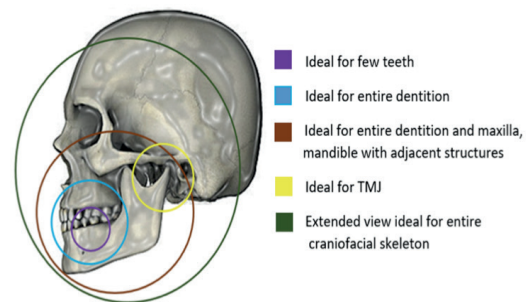 Ideal for few teeth
Ideal for entire dentition
Ideal for entire dentition and maxilla,
mandible with adjacent structures
Ideal for TMJ
Extended view ideal for entire
craniofacial skeleton